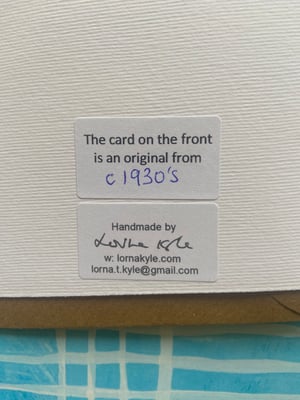 The card on the front
is an original from
c 1930's
Handmade by
Lorna Kyle
w: lornakyle.com
lorna.t.kyle@gmail.com